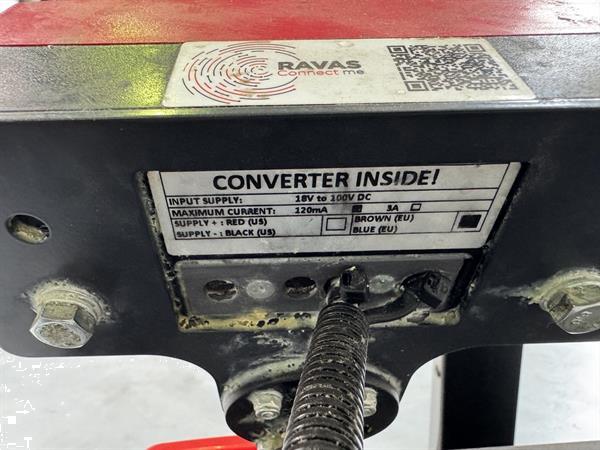 RAVAS
Connect me
CONVERTER INSIDE!
INPUT SUPPLY: 18V to 100V DC
MAXIMUM CURRENT: 120mA 3A
SUPPLY + : RED (US) BROWN (EU)
SUPPLY - : BLACK (US) BLUE (EU)